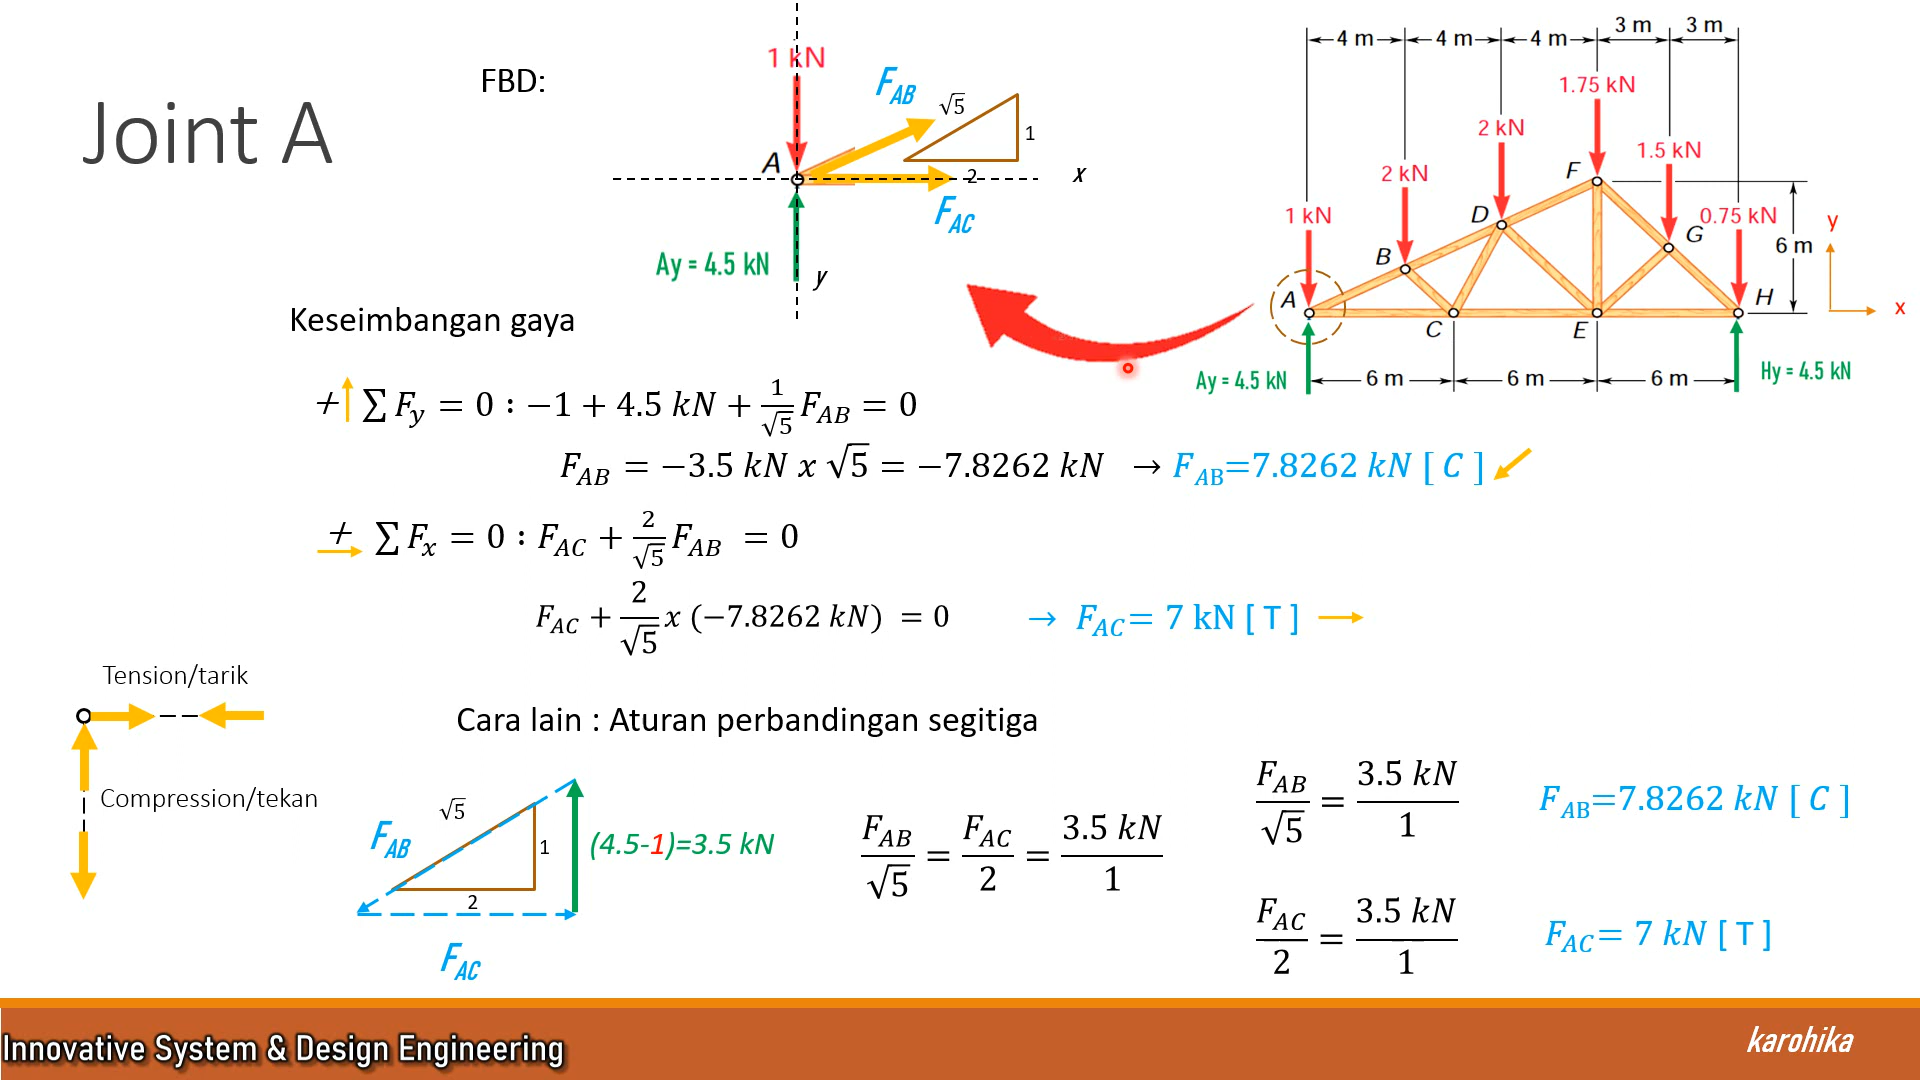 Joint A
FBD:
1 kN
F_AB
√5
1
2
A
x
F_AC
Ay = 4.5 kN
y
4 m
4 m
4 m
3 m
3 m
1.75 kN
2 kN
1.5 kN
2 kN
F
1 kN
D
0.75 kN
G
6 m
y
B
A
H
x
C
E
Ay = 4.5 kN
6 m
6 m
6 m
Hy = 4.5 kN
Keseimbangan gaya
+ ∑ F_y = 0 : −1 + 4.5 kN + 1/√5 F_AB = 0
F_AB = −3.5 kN x √5 = −7.8262 kN → F_AB=7.8262 kN [ C ]
+ ∑ F_x = 0 : F_AC + 2/√5 F_AB = 0
F_AC + 2/√5 x (−7.8262 kN) = 0 → F_AC= 7 kN [ T ]
Tension/tarik
Compression/tekan
Cara lain : Aturan perbandingan segitiga
√5
F_AB
1
2
(4.5-1)=3.5 kN
F_AC
F_AB/√5 = F_AC/2 = 3.5 kN/1
F_AB/√5 = 3.5 kN/1 F_AB=7.8262 kN [ C ]
F_AC/2 = 3.5 kN/1 F_AC= 7 kN [ T ]
Innovative System & Design Engineering
karohika